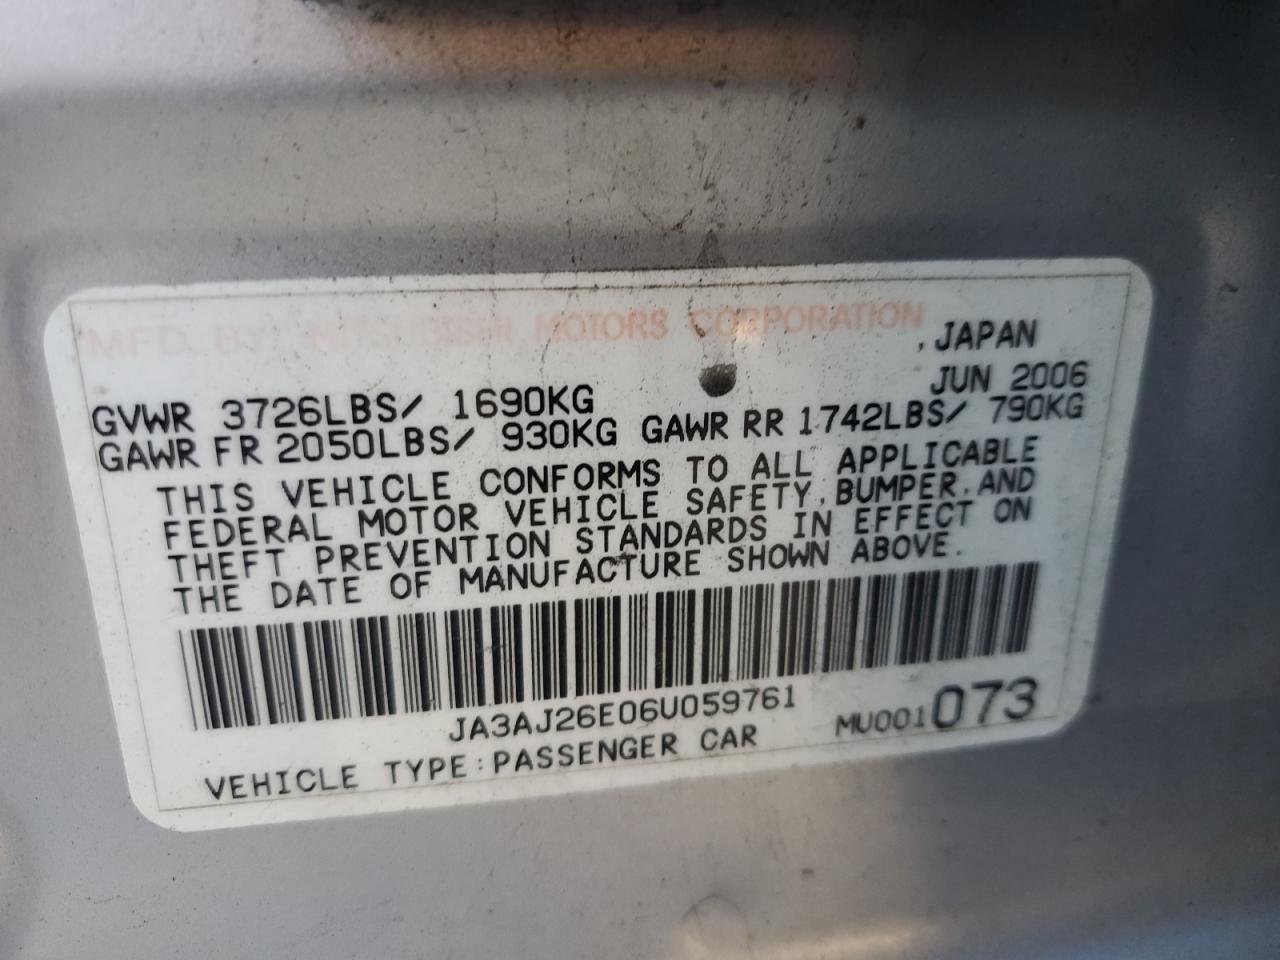 MFD. BY MITSUBISHI MOTORS CORPORATION
, JAPAN
JUN 2006
GVWR 3726LBS/ 1690KG
GAWR FR 2050LBS/ 930KG GAWR RR 1742LBS/ 790KG
THIS VEHICLE CONFORMS TO ALL APPLICABLE
FEDERAL MOTOR VEHICLE SAFETY, BUMPER, AND
THEFT PREVENTION STANDARDS IN EFFECT ON
THE DATE OF MANUFACTURE SHOWN ABOVE.
JA3AJ26E06U059761
MU001073
VEHICLE TYPE:PASSENGER CAR